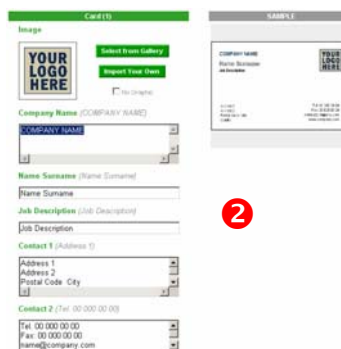 Card (1)
Image
YOUR
LOGO
HERE
Select from Gallery
Import Your Own
No Graphic
Company Name (COMPANY NAME)
COMPANY NAME
Name Surname (Name Surname)
Name Surname
Job Description (Job Description)
Job Description
Contact 1 (Address 1)
Address 1
Address 2
Postal Code City
Contact 2 (Tel. 00 000 00 00)
Tel. 00 000 00 00
Fax: 00 000 00 00
name@company.com
SAMPLE
COMPANY NAME
Name Surname
Job Description
YOUR
LOGO
HERE
2